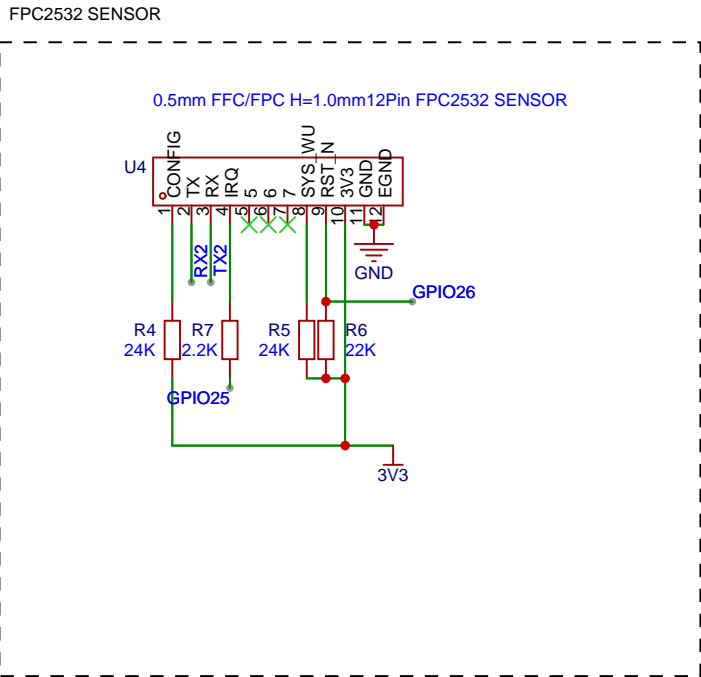 FPC2532 SENSOR
0.5mm FFC/FPC H=1.0mm12Pin FPC2532 SENSOR
U4
CONFIG
TX
RX
IRQ
5
6
7
SYS_WU
RST_N
3V3
GND
EGND
1
2
3
4
5
6
7
8
9
10
11
12
RX2
TX2
GND
GPIO26
R4
24K
R7
2.2K
R5
24K
R6
22K
GPIO25
3V3